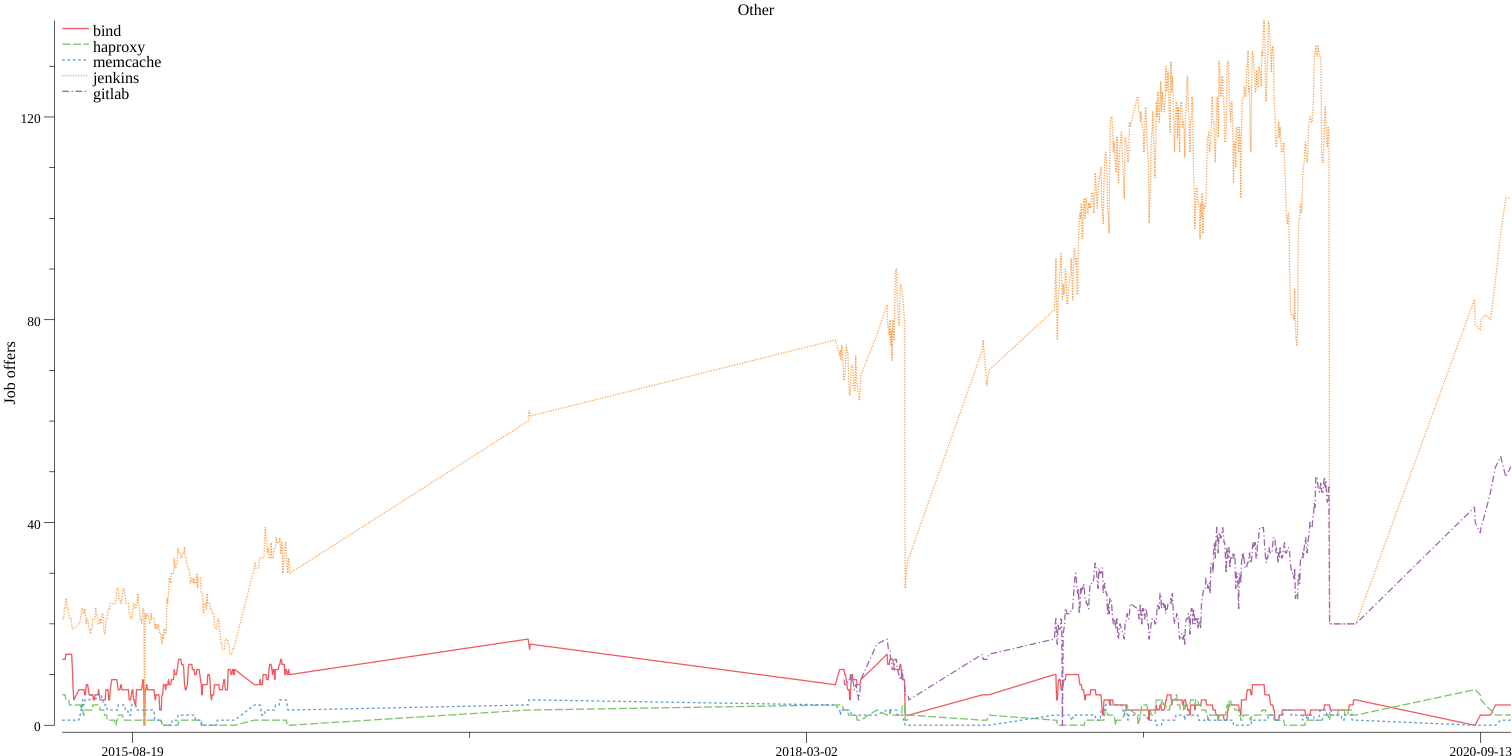 Other
bind
haproxy
memcache
jenkins
gitlab
120
80
40
0
Job offers
2015-08-19
2018-03-02
2020-09-13